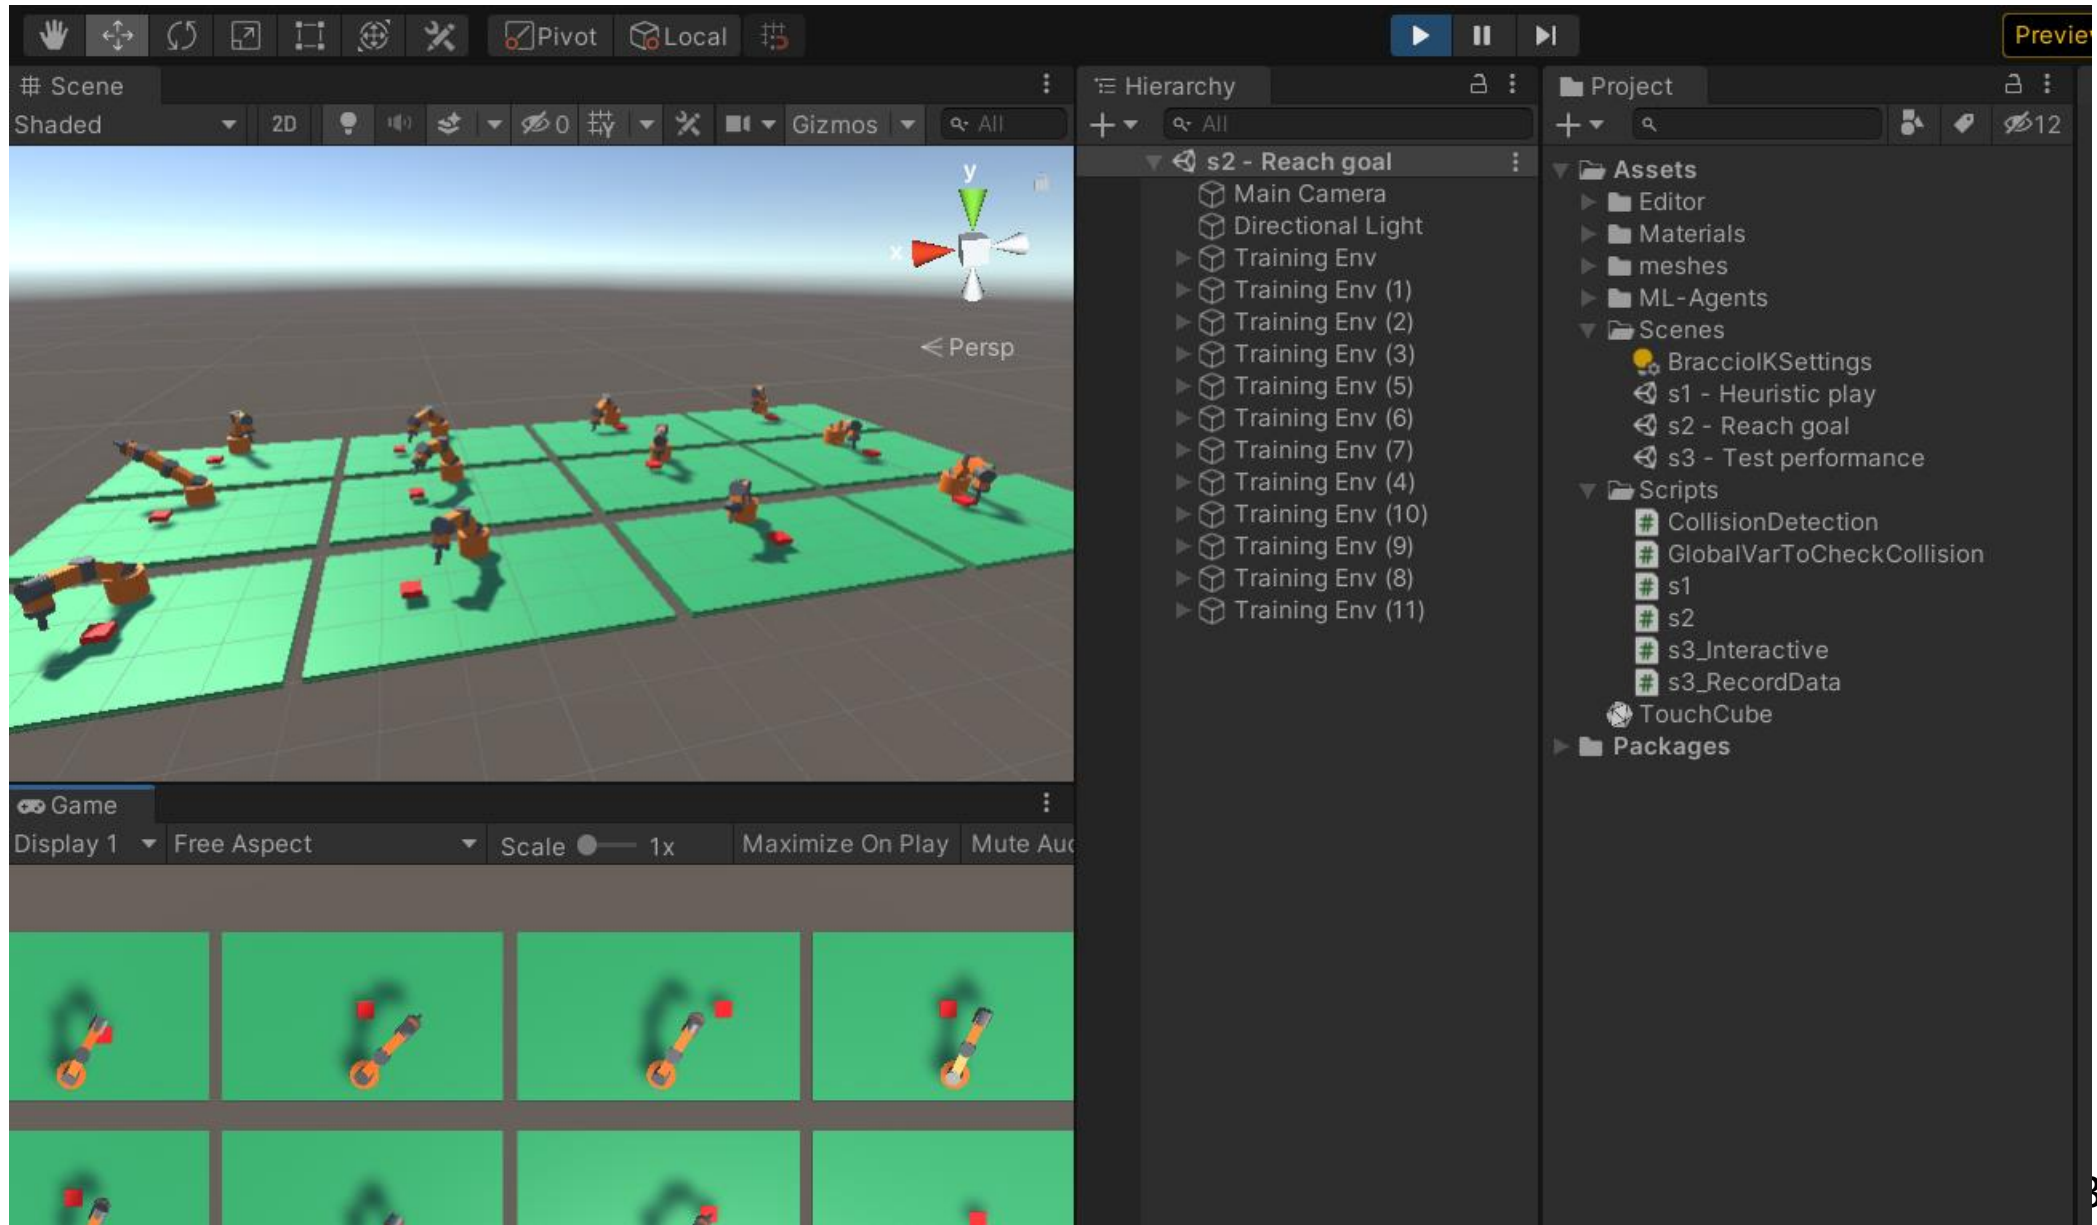 Pivot Local Preview
Scene
Shaded 2D 0 Gizmos All
y
x
Persp
Game
Display 1 Free Aspect Scale 1x Maximize On Play Mute Aud
Hierarchy
All
s2 - Reach goal
Main Camera
Directional Light
Training Env
Training Env (1)
Training Env (2)
Training Env (3)
Training Env (5)
Training Env (6)
Training Env (7)
Training Env (4)
Training Env (10)
Training Env (9)
Training Env (8)
Training Env (11)
Project
12
Assets
Editor
Materials
meshes
ML-Agents
Scenes
BraccioIKSettings
s1 - Heuristic play
s2 - Reach goal
s3 - Test performance
Scripts
CollisionDetection
GlobalVarToCheckCollision
s1
s2
s3_Interactive
s3_RecordData
TouchCube
Packages